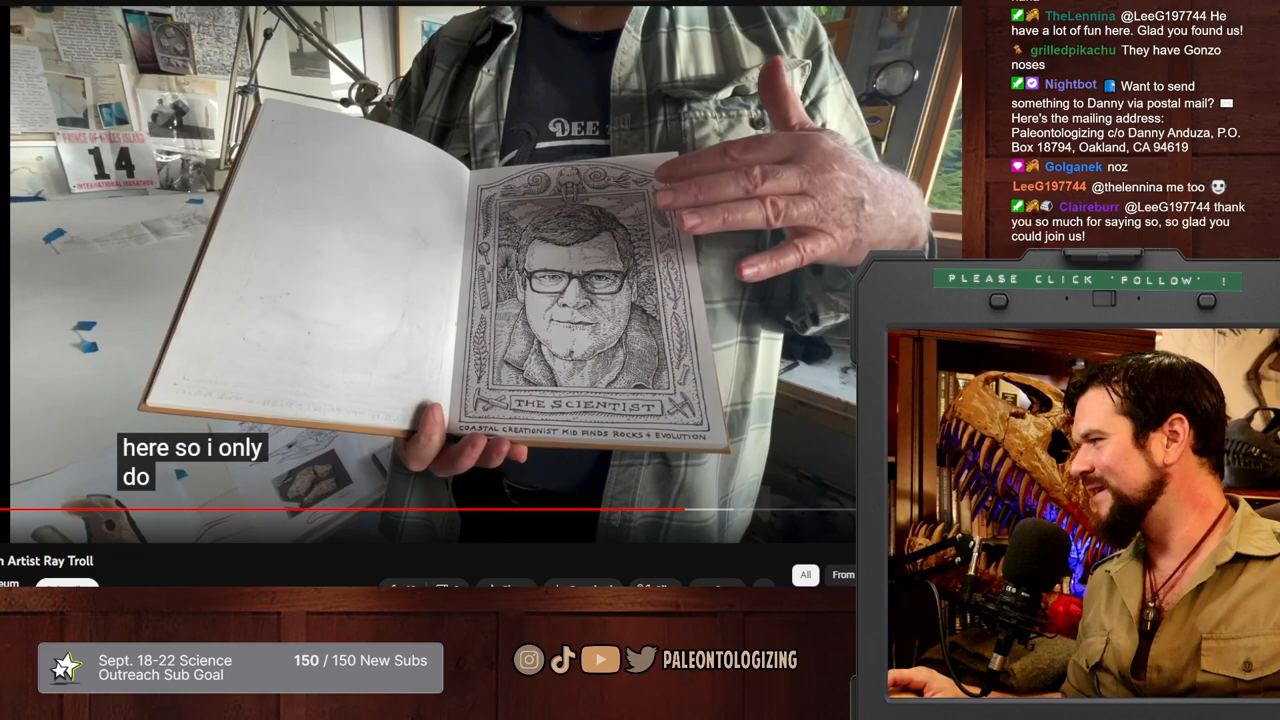 TheLennina @LeeG197744 He
have a lot of fun here. Glad you found us!
grilledpikachu They have Gonzo
noses
Nightbot Want to send
something to Danny via postal mail?
Here's the mailing address:
Paleontologizing c/o Danny Anduza, P.O.
Box 18794, Oakland, CA 94619
Golganek noz
LeeG197744 @thelennina me too
Claireburr @LeeG197744 thank
you so much for saying so, so glad you
could join us!
PLEASE CLICK 'FOLLOW' !
PRINCE OF WALES ISLAND
14
INTERNATIONAL MARATHON
DEE
THE SCIENTIST
COASTAL CREATIONIST KID FINDS ROCKS + EVOLUTION
here so i only
do
Artist Ray Troll
All
From
Sept. 18-22 Science
Outreach Sub Goal
150 / 150 New Subs
PALEONTOLOGIZING